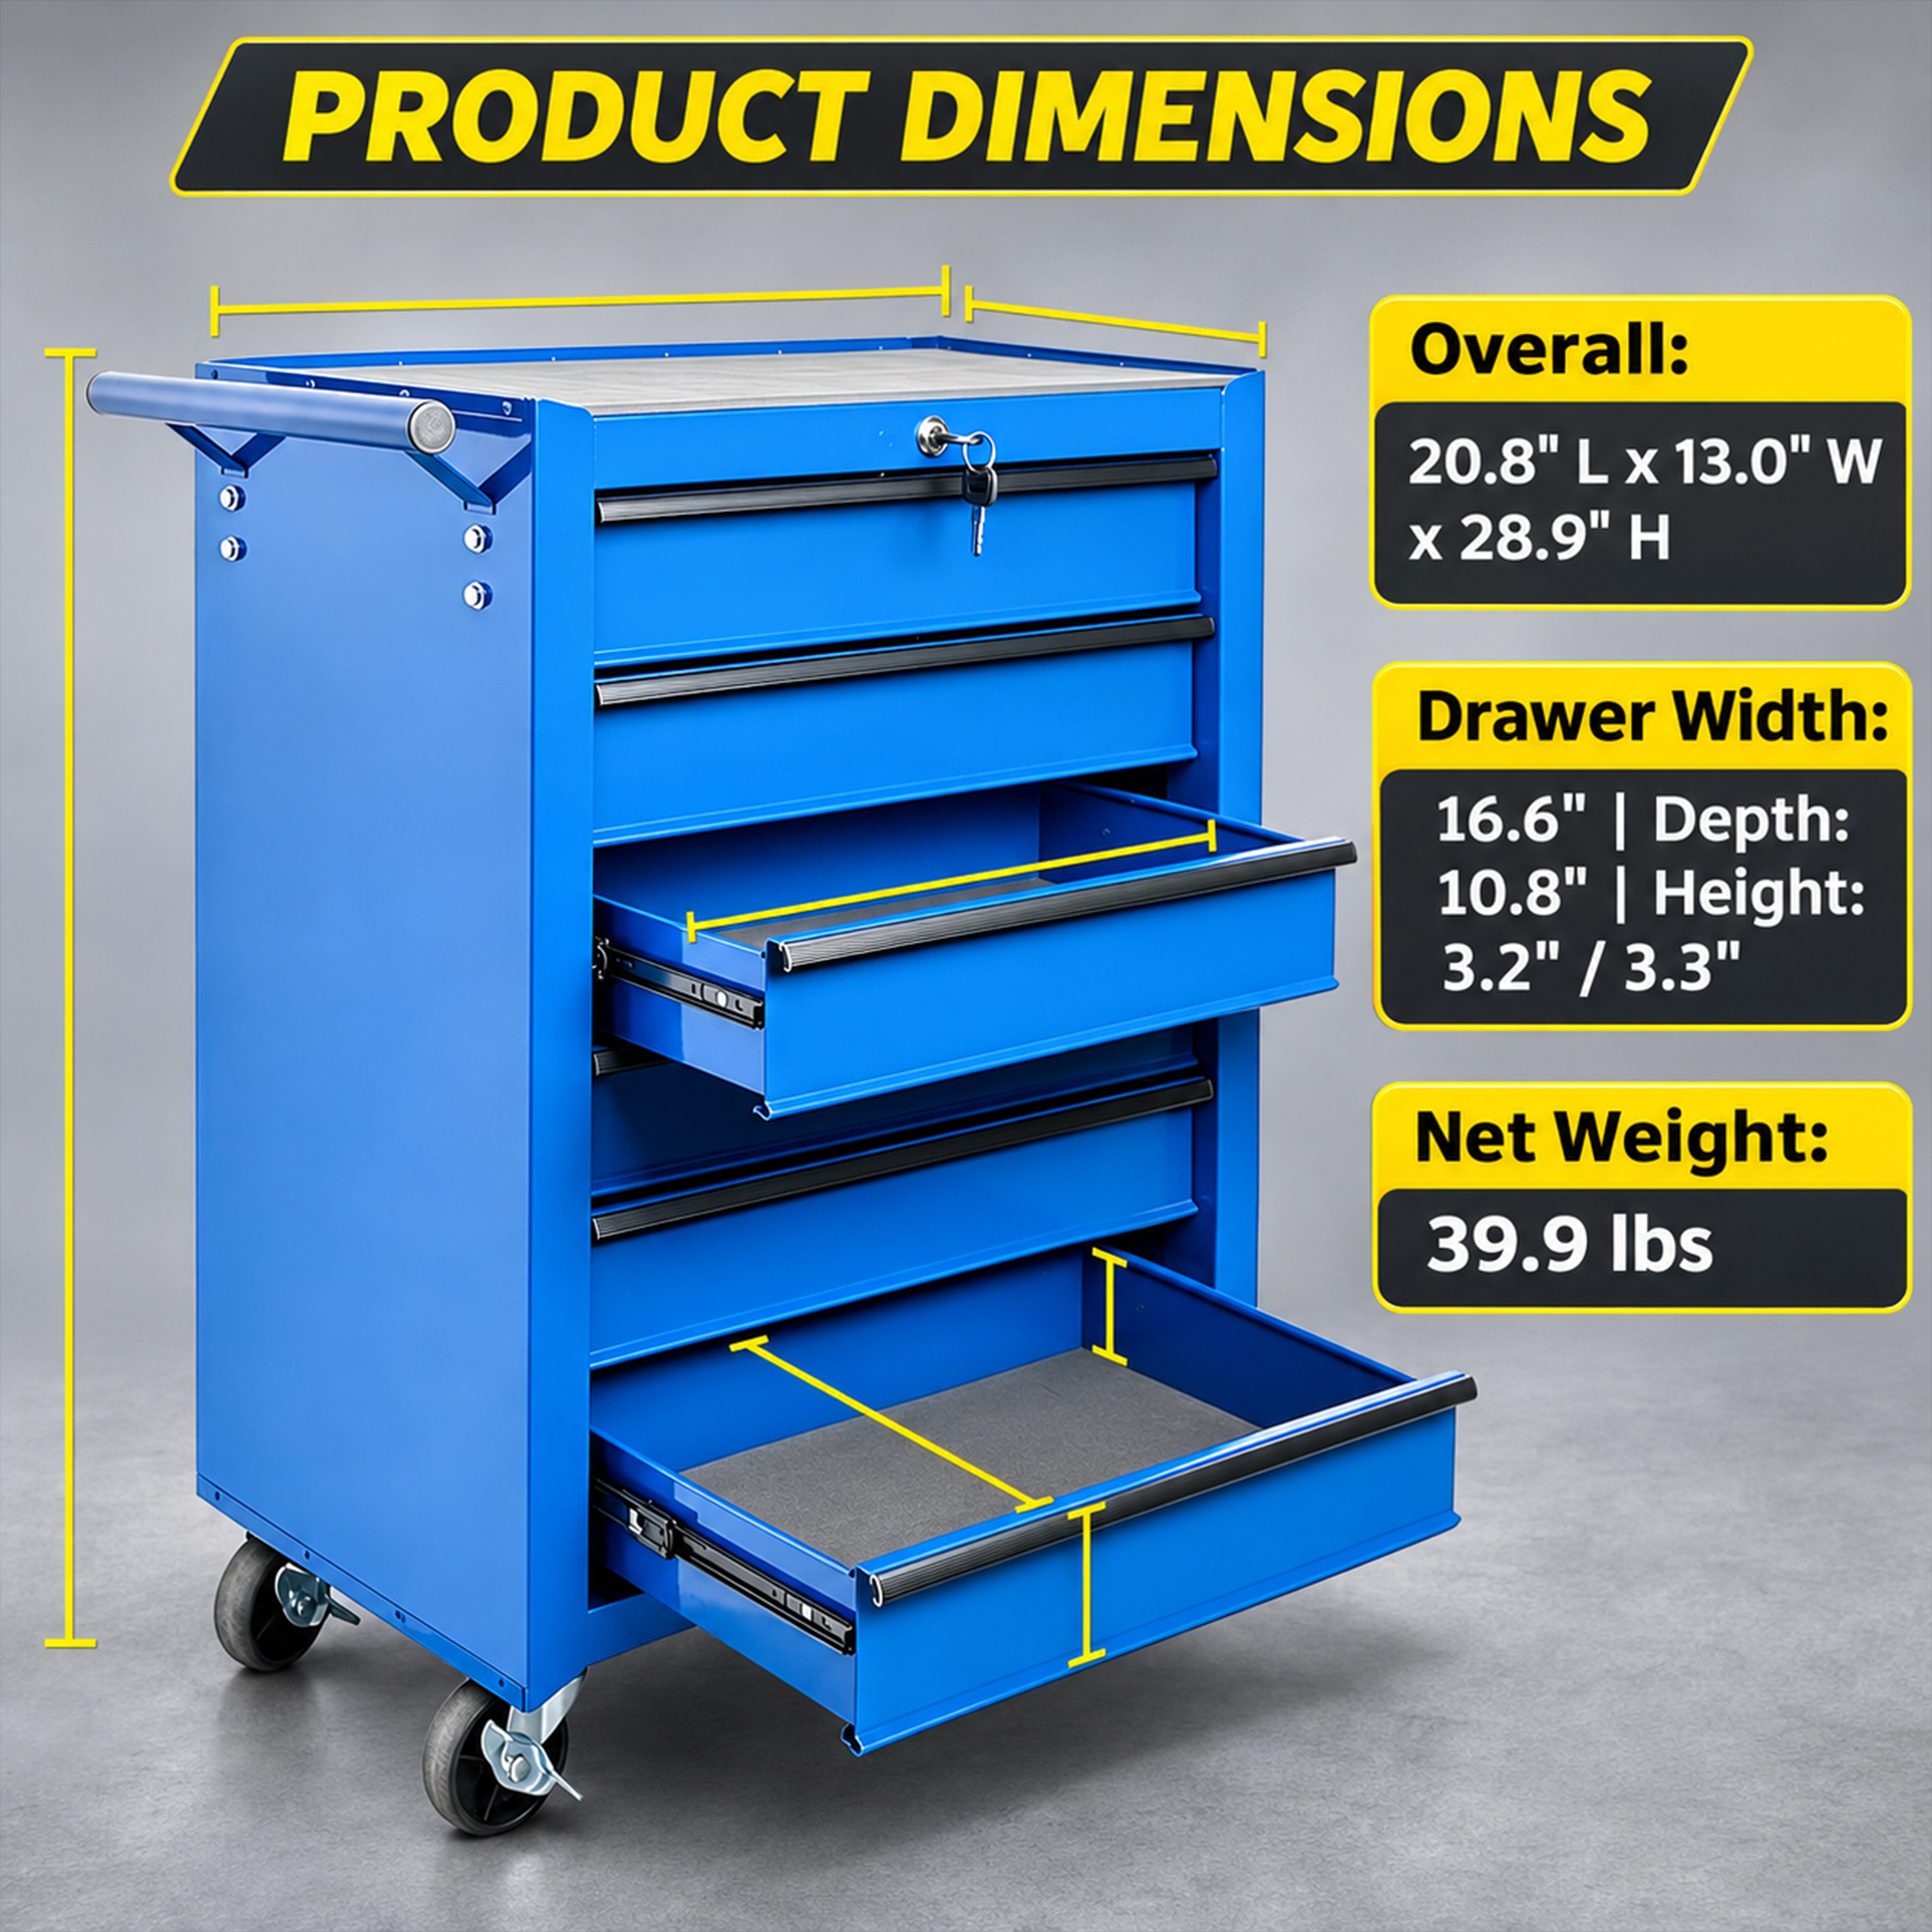 PRODUCT DIMENSIONS
Overall:
20.8" L x 13.0" W
x 28.9" H
Drawer Width:
16.6" | Depth:
10.8" | Height:
3.2" / 3.3"
Net Weight:
39.9 lbs